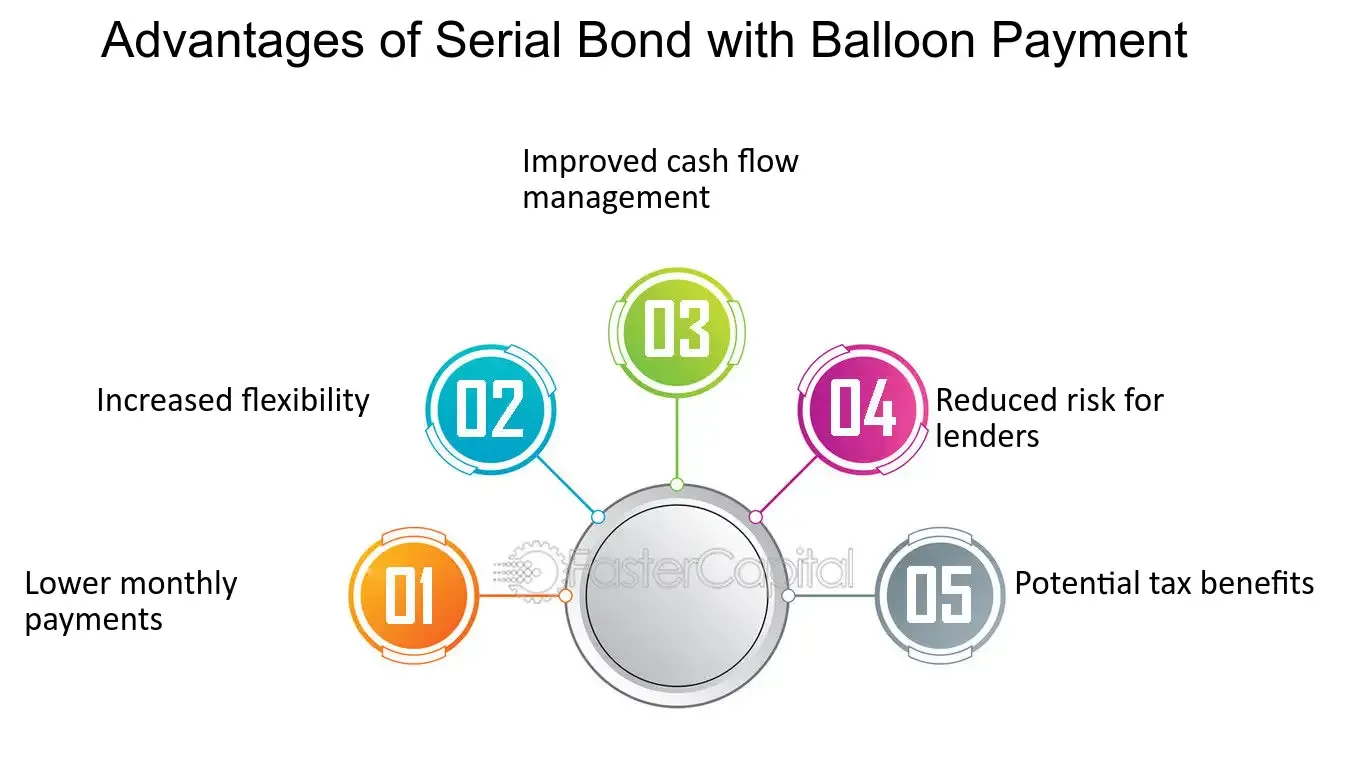 Advantages of Serial Bond with Balloon Payment
Improved cash flow
management
03
02
04
Increased flexibility
Reduced risk for
lenders
FasterCapital
01
05
Lower monthly
payments
Potential tax benefits